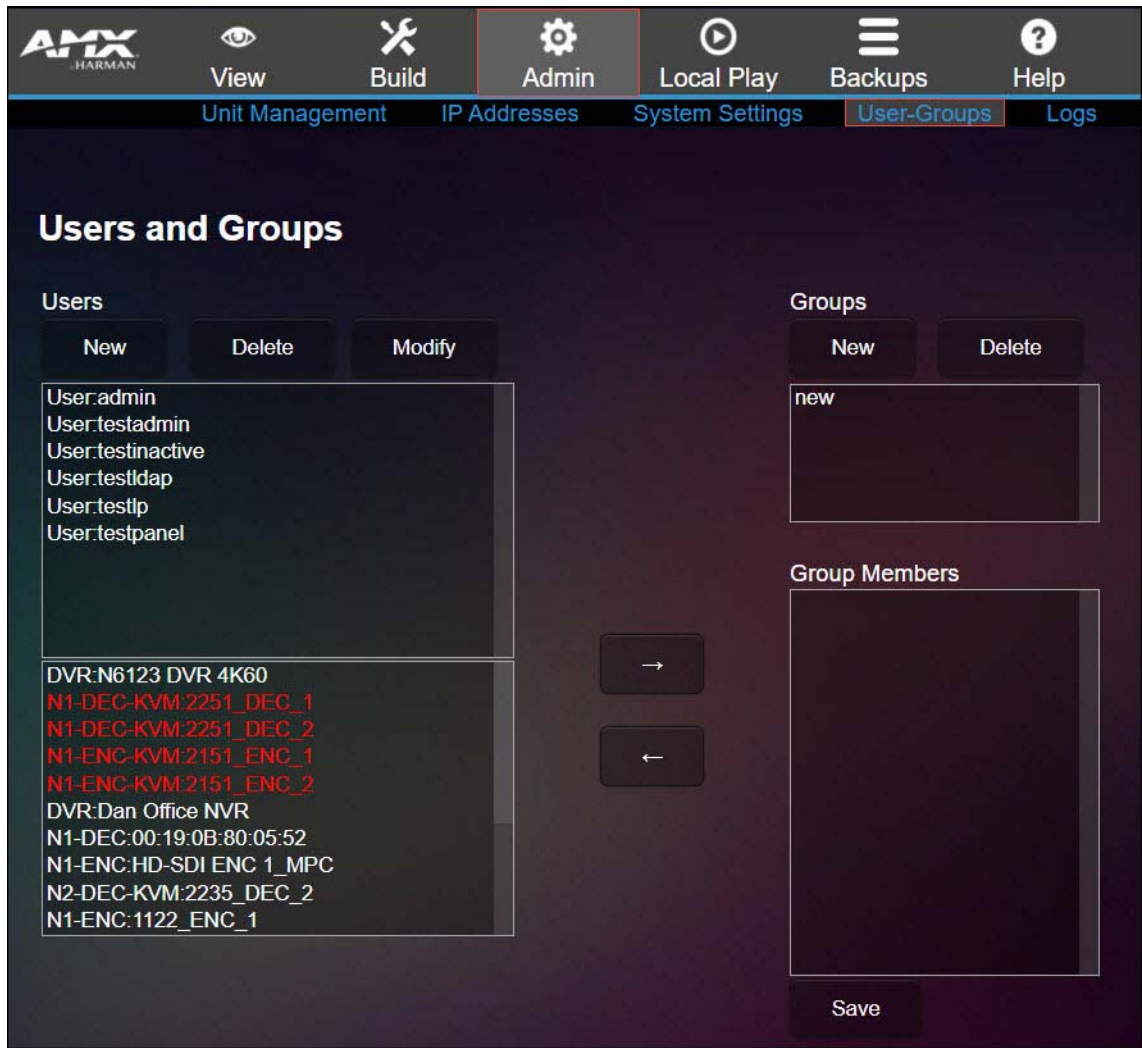 AMX
HARMAN
View
Build
Admin
Local Play
Backups
Help
Unit Management
IP Addresses
System Settings
User-Groups
Logs
Users and Groups
Users
New
Delete
Modify
User:admin
User:testadmin
User:testinactive
User:testldap
User:testlp
User:testpanel
DVR:N6123 DVR 4K60
N1-DEC-KVM:2251_DEC_1
N1-DEC-KVM:2251_DEC_2
N1-ENC-KVM:2151_ENC_1
N1-ENC-KVM:2151_ENC_2
DVR:Dan Office NVR
N1-DEC:00:19:0B:80:05:52
N1-ENC:HD-SDI ENC 1_MPC
N2-DEC-KVM:2235_DEC_2
N1-ENC:1122_ENC_1
→
←
Groups
New
Delete
new
Group Members
Save